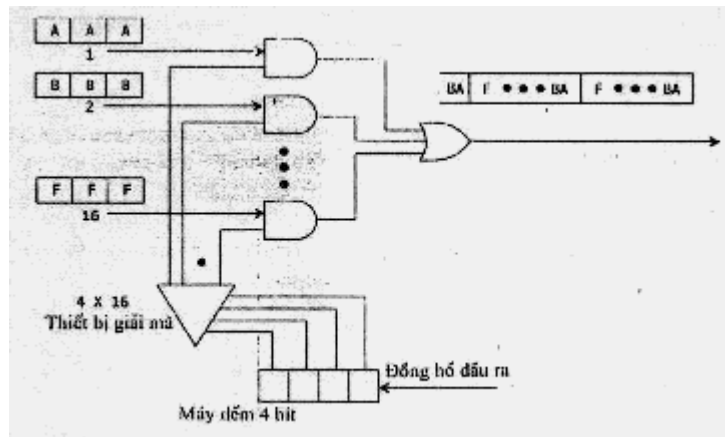 A A A
1
B B B
2
F F F
16
BA F ● ● ● BA F ● ● ● BA
4 X 16
Thiết bị giải mã
Đồng hồ đầu ra
Máy đếm 4 bit